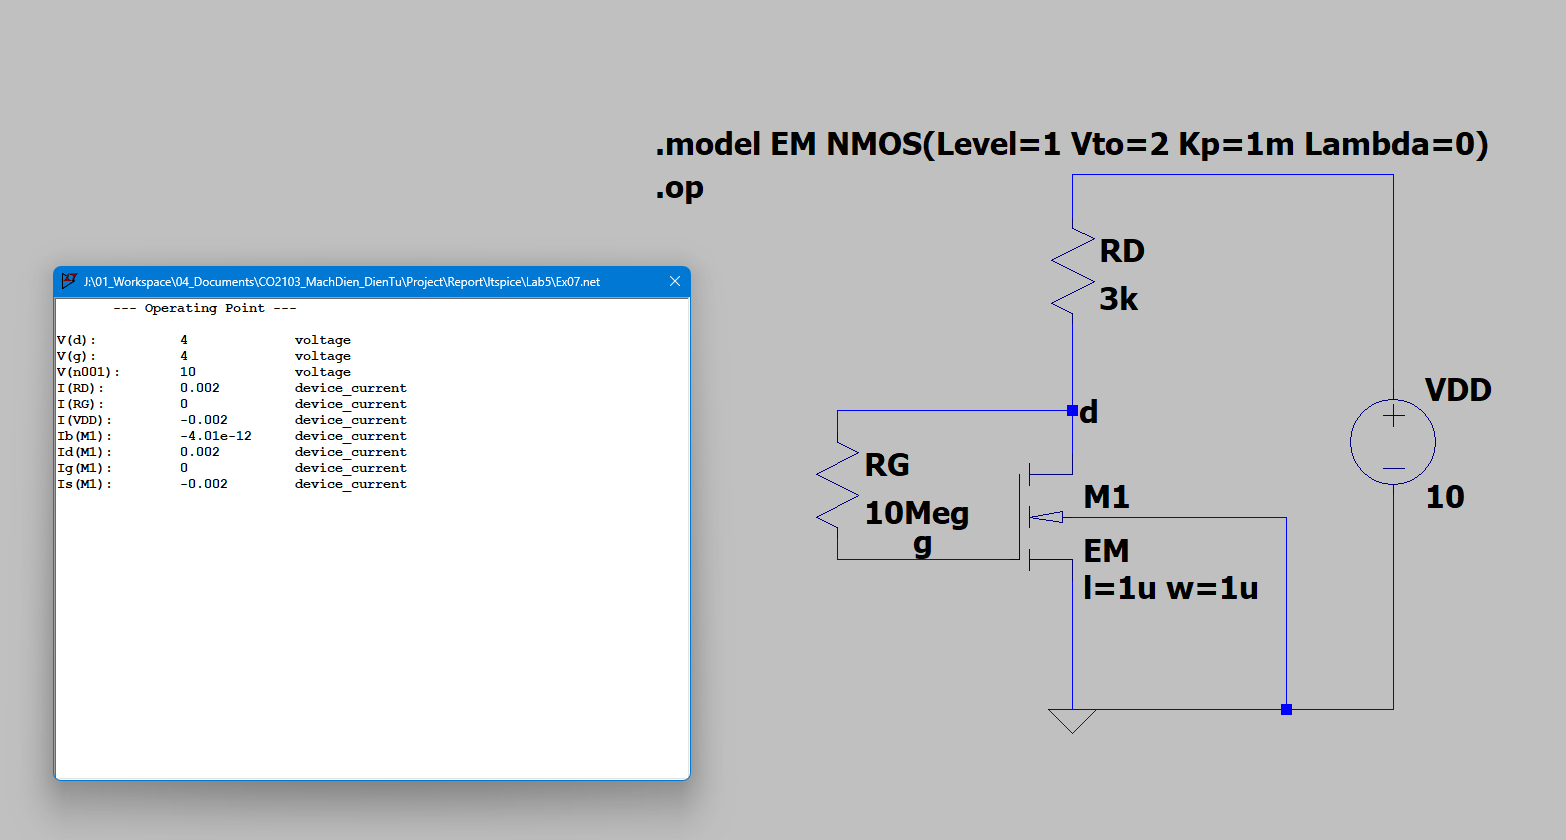 .model EM NMOS(Level=1 Vto=2 Kp=1m Lambda=0)
.op
J:\01_Workspace\04_Documents\CO2103_MachDien_DienTu\Project\Report\ltspice\Lab5\Ex07.net
--- Operating Point ---
V(d): 4 voltage
V(g): 4 voltage
V(n001): 10 voltage
I(RD): 0.002 device_current
I(RG): 0 device_current
I(VDD): -0.002 device_current
Ib(M1): -4.01e-12 device_current
Id(M1): 0.002 device_current
Ig(M1): 0 device_current
Is(M1): -0.002 device_current
RD
3k
VDD
10
d
RG
10Meg
g
M1
EM
l=1u w=1u